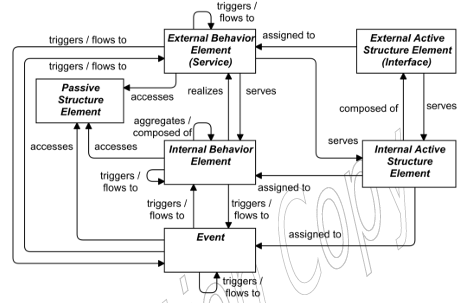 triggers /
flows to
triggers / flows to
External Behavior
Element
(Service)
assigned to
External Active
Structure Element
(Interface)
triggers / flows to
Passive
Structure
Element
accesses
realizes
serves
composed of
serves
aggregates /
composed of
accesses
accesses
Internal Behavior
Element
serves
Internal Active
Structure
Element
triggers /
flows to
assigned to
triggers /
flows to
triggers /
flows to
Event
assigned to
triggers /
flows to
Copy